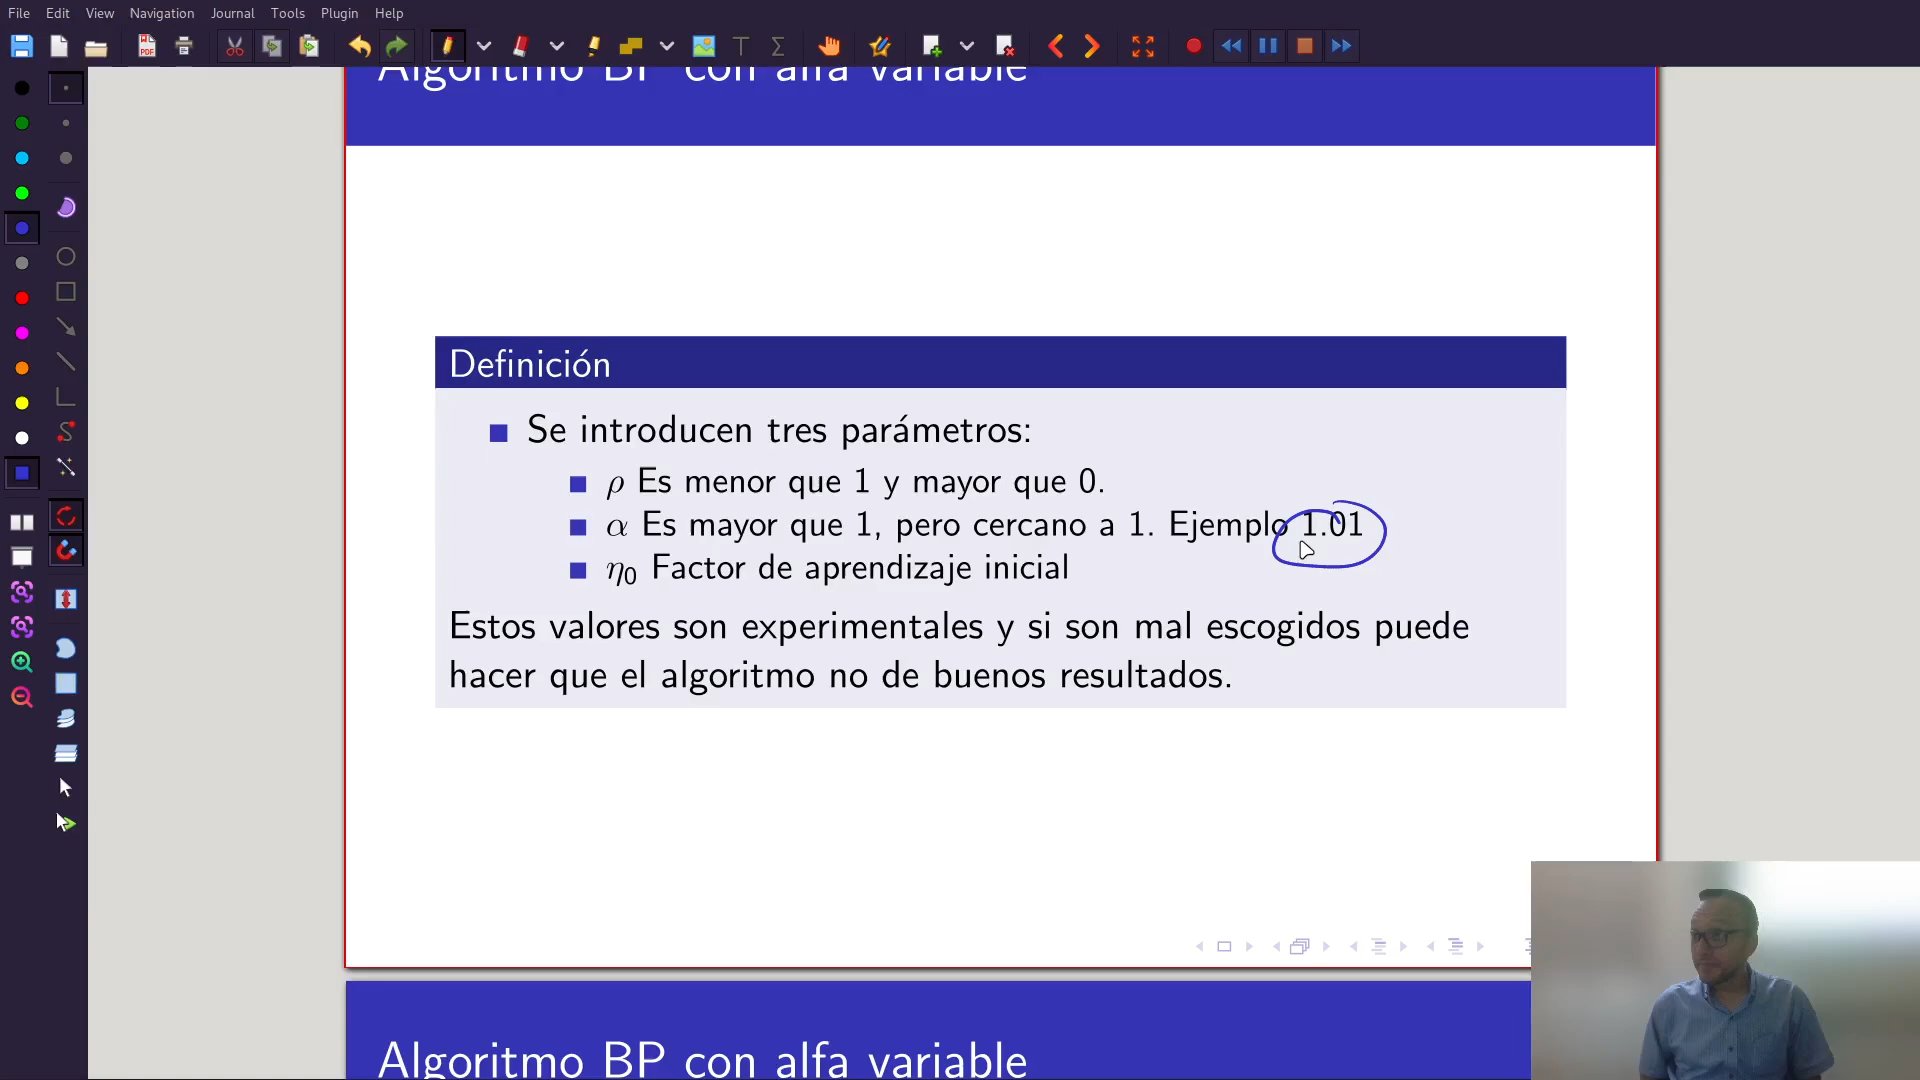 File Edit View Navigation Journal Tools Plugin Help
Algoritmo BP con alfa variable
Definición
Se introducen tres parámetros:
ρ Es menor que 1 y mayor que 0.
α Es mayor que 1, pero cercano a 1. Ejemplo 1.01
η₀ Factor de aprendizaje inicial
Estos valores son experimentales y si son mal escogidos puede
hacer que el algoritmo no de buenos resultados.
Algoritmo BP con alfa variable